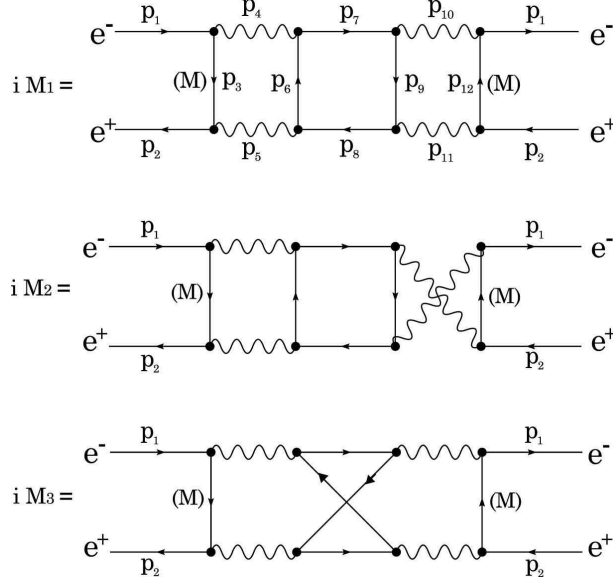 p₁ p₄ p₇ p₁₀ p₁
e⁻ e⁻
i M₁ = (M) p₃ p₆ p₉ p₁₂ (M)
e⁺ e⁺
p₂ p₅ p₈ p₁₁ p₂
p₁ p₁
e⁻ e⁻
i M₂ = (M) (M)
e⁺ e⁺
p₂ p₂
p₁ p₁
e⁻ e⁻
i M₃ = (M) (M)
e⁺ e⁺
p₂ p₂